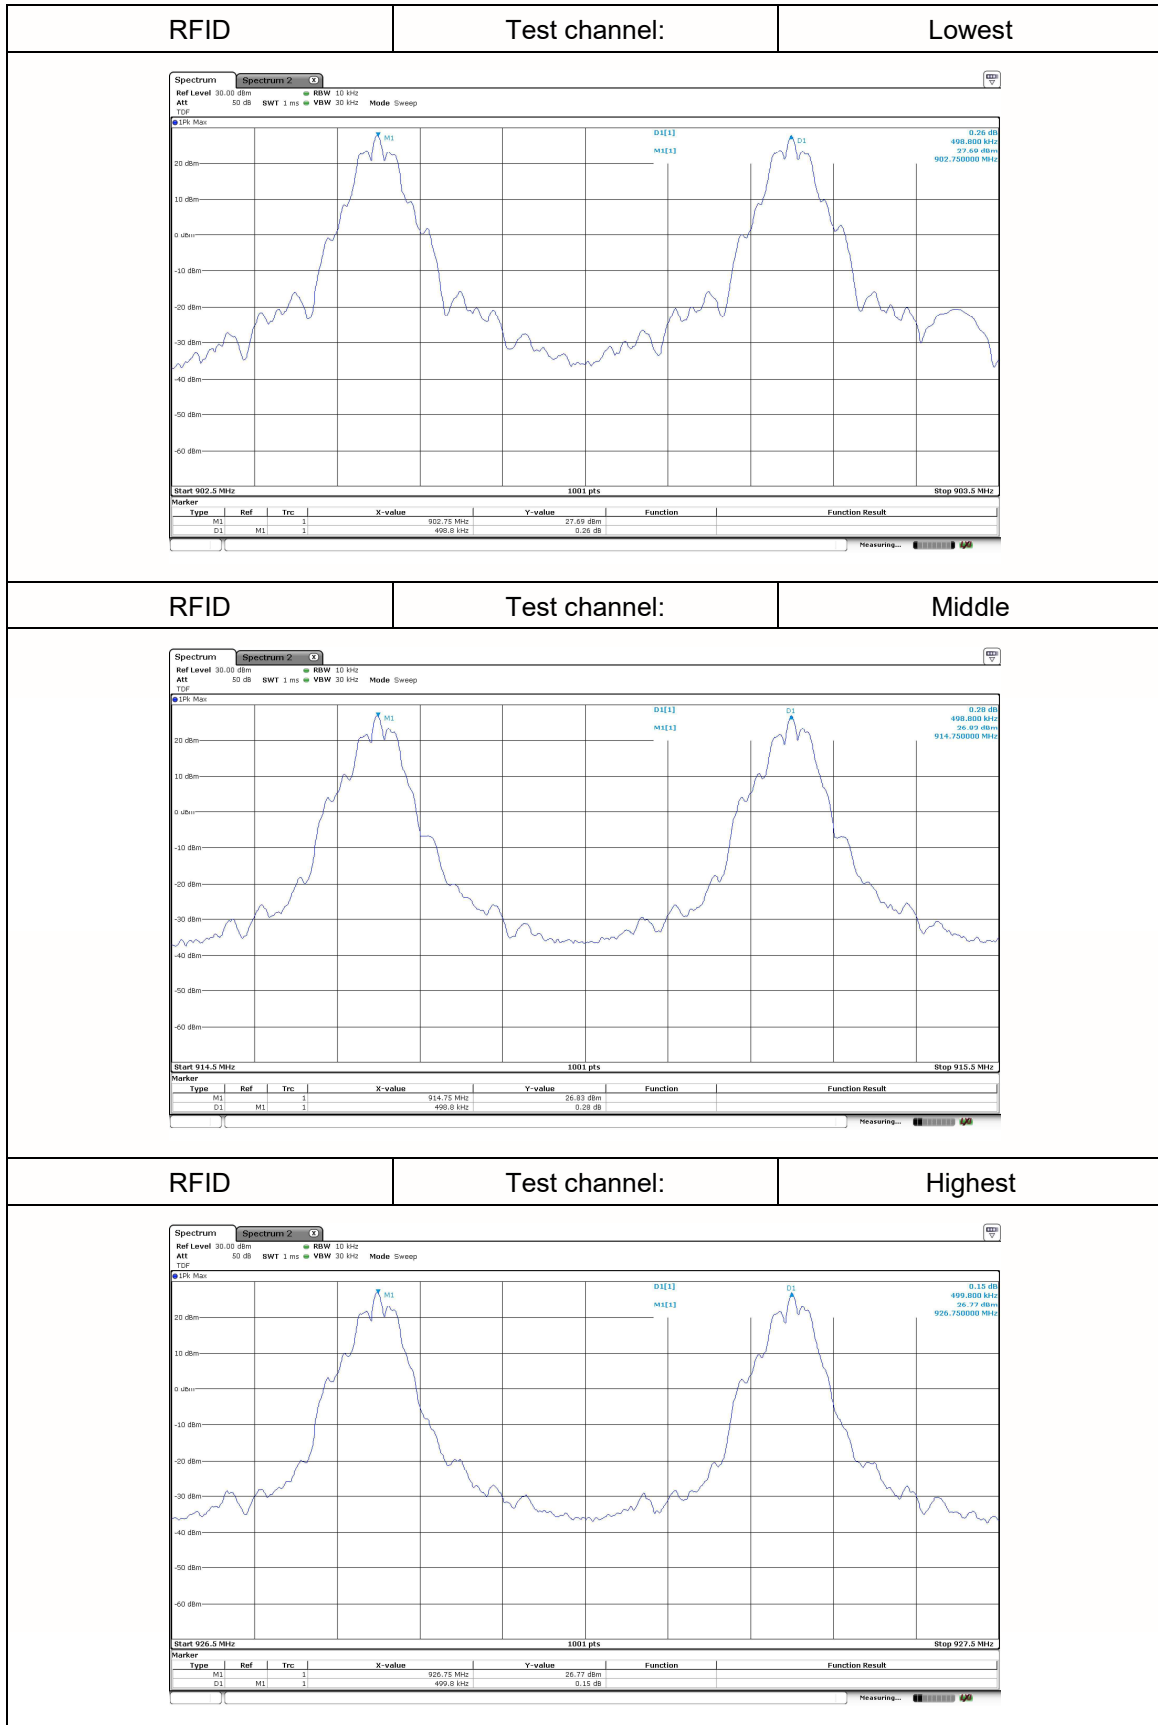 RFID Test channel: Lowest
Spectrum Spectrum 2 X
Ref Level 30.00 dBm RBW 10 kHz
Att 50 dB SWT 1 ms VBW 30 kHz Mode Sweep
TDF
1Pk Max
D1[1] 0.26 dB
498.800 kHz
M1[1] 27.69 dBm
902.750000 MHz
M1
D1
20 dBm
10 dBm
0 dBm
-10 dBm
-20 dBm
-30 dBm
-40 dBm
-50 dBm
-60 dBm
Start 902.5 MHz 1001 pts Stop 903.5 MHz
Marker
Type Ref Trc X-value Y-value Function Function Result
M1 1 902.75 MHz 27.69 dBm
D1 M1 1 498.8 kHz 0.26 dB
Measuring...
RFID Test channel: Middle
Spectrum Spectrum 2 X
Ref Level 30.00 dBm RBW 10 kHz
Att 50 dB SWT 1 ms VBW 30 kHz Mode Sweep
TDF
1Pk Max
D1[1] 0.28 dB
498.800 kHz
M1[1] 26.83 dBm
914.750000 MHz
M1
D1
20 dBm
10 dBm
0 dBm
-10 dBm
-20 dBm
-30 dBm
-40 dBm
-50 dBm
-60 dBm
Start 914.5 MHz 1001 pts Stop 915.5 MHz
Marker
Type Ref Trc X-value Y-value Function Function Result
M1 1 914.75 MHz 26.83 dBm
D1 M1 1 498.8 kHz 0.28 dB
Measuring...
RFID Test channel: Highest
Spectrum Spectrum 2 X
Ref Level 30.00 dBm RBW 10 kHz
Att 50 dB SWT 1 ms VBW 30 kHz Mode Sweep
TDF
1Pk Max
D1[1] 0.15 dB
499.800 kHz
M1[1] 26.77 dBm
926.750000 MHz
M1
D1
20 dBm
10 dBm
0 dBm
-10 dBm
-20 dBm
-30 dBm
-40 dBm
-50 dBm
-60 dBm
Start 926.5 MHz 1001 pts Stop 927.5 MHz
Marker
Type Ref Trc X-value Y-value Function Function Result
M1 1 926.75 MHz 26.77 dBm
D1 M1 1 499.8 kHz 0.15 dB
Measuring...